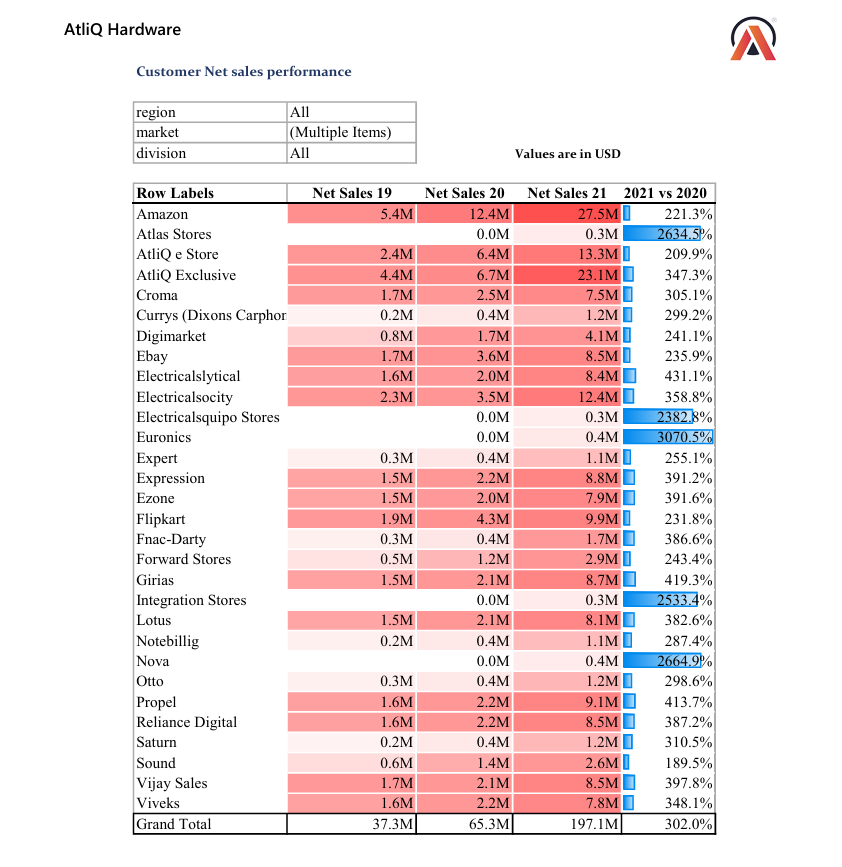 AtliQ Hardware
Customer Net sales performance
region All
market (Multiple Items)
division All
Values are in USD
Row Labels Net Sales 19 Net Sales 20 Net Sales 21 2021 vs 2020
Amazon 5.4M 12.4M 27.5M 221.3%
Atlas Stores 0.0M 0.3M 2634.5%
AtliQ e Store 2.4M 6.4M 13.3M 209.9%
AtliQ Exclusive 4.4M 6.7M 23.1M 347.3%
Croma 1.7M 2.5M 7.5M 305.1%
Currys (Dixons Carphon 0.2M 0.4M 1.2M 299.2%
Digimarket 0.8M 1.7M 4.1M 241.1%
Ebay 1.7M 3.6M 8.5M 235.9%
Electricalslytical 1.6M 2.0M 8.4M 431.1%
Electricalsocity 2.3M 3.5M 12.4M 358.8%
Electricalsquipo Stores 0.0M 0.3M 2382.8%
Euronics 0.0M 0.4M 3070.5%
Expert 0.3M 0.4M 1.1M 255.1%
Expression 1.5M 2.2M 8.8M 391.2%
Ezone 1.5M 2.0M 7.9M 391.6%
Flipkart 1.9M 4.3M 9.9M 231.8%
Fnac-Darty 0.3M 0.4M 1.7M 386.6%
Forward Stores 0.5M 1.2M 2.9M 243.4%
Girias 1.5M 2.1M 8.7M 419.3%
Integration Stores 0.0M 0.3M 2533.4%
Lotus 1.5M 2.1M 8.1M 382.6%
Notebillig 0.2M 0.4M 1.1M 287.4%
Nova 0.0M 0.4M 2664.9%
Otto 0.3M 0.4M 1.2M 298.6%
Propel 1.6M 2.2M 9.1M 413.7%
Reliance Digital 1.6M 2.2M 8.5M 387.2%
Saturn 0.2M 0.4M 1.2M 310.5%
Sound 0.6M 1.4M 2.6M 189.5%
Vijay Sales 1.7M 2.1M 8.5M 397.8%
Viveks 1.6M 2.2M 7.8M 348.1%
Grand Total 37.3M 65.3M 197.1M 302.0%